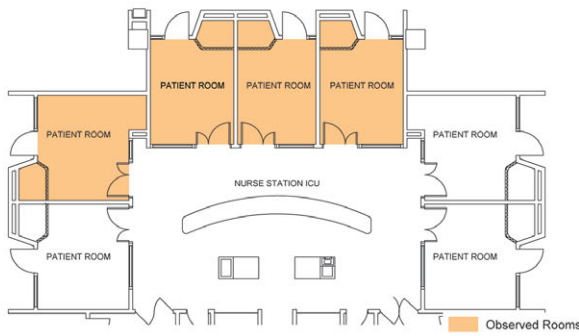 PATIENT ROOM PATIENT ROOM PATIENT ROOM
PATIENT ROOM PATIENT ROOM
NURSE STATION ICU
PATIENT ROOM PATIENT ROOM
Observed Rooms